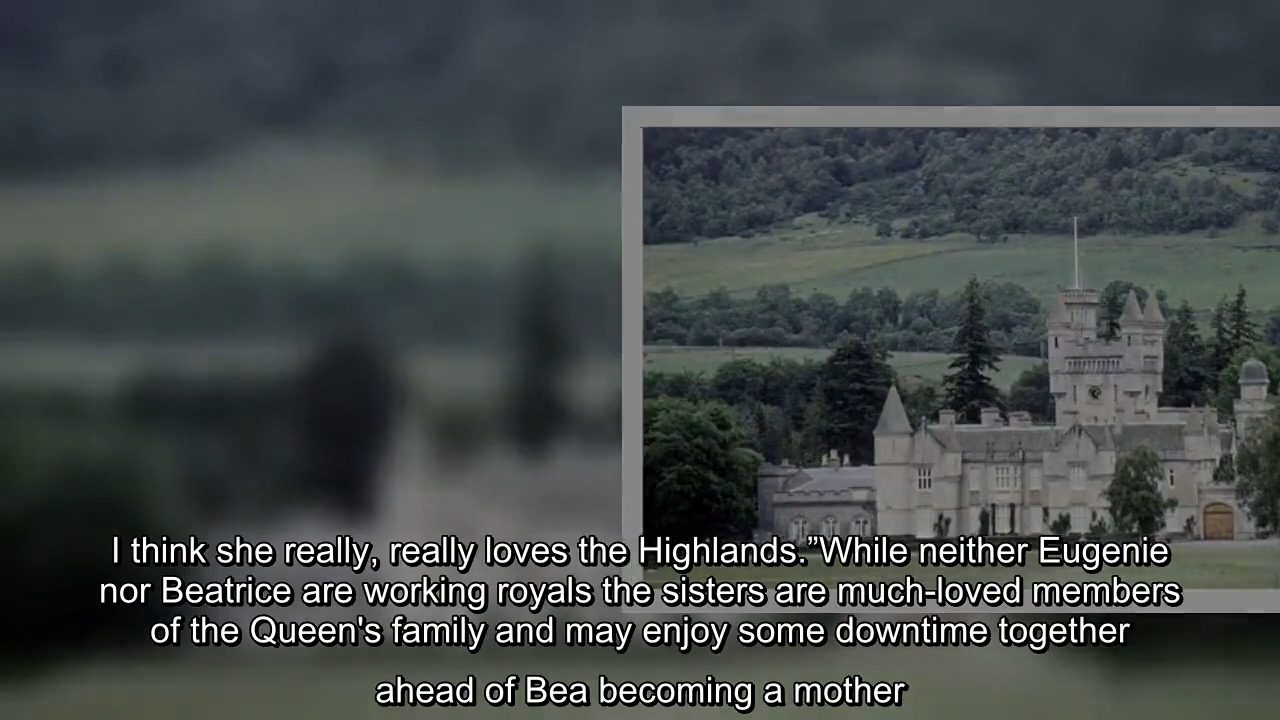 I think she really, really loves the Highlands.”While neither Eugenie
nor Beatrice are working royals the sisters are much-loved members
of the Queen's family and may enjoy some downtime together
ahead of Bea becoming a mother